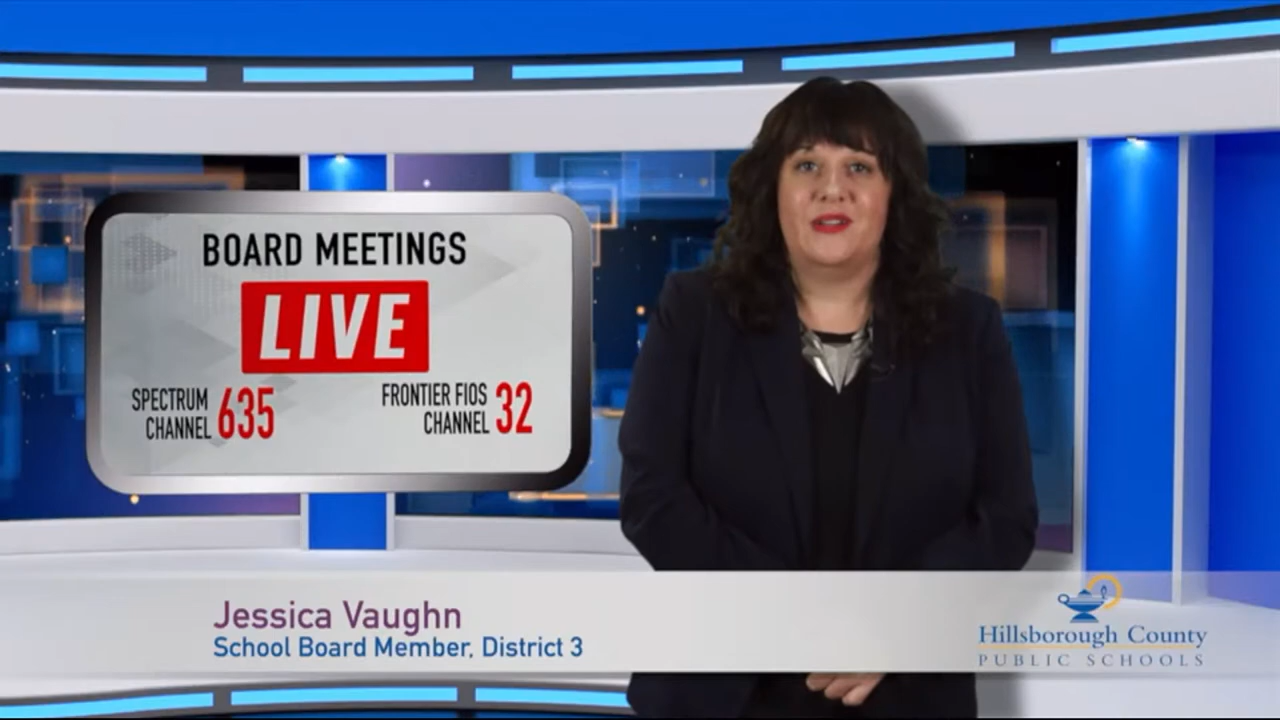 BOARD MEETINGS
LIVE
SPECTRUM
CHANNEL 635
FRONTIER FIOS
CHANNEL 32
Jessica Vaughn
School Board Member, District 3
Hillsborough County
PUBLIC SCHOOLS